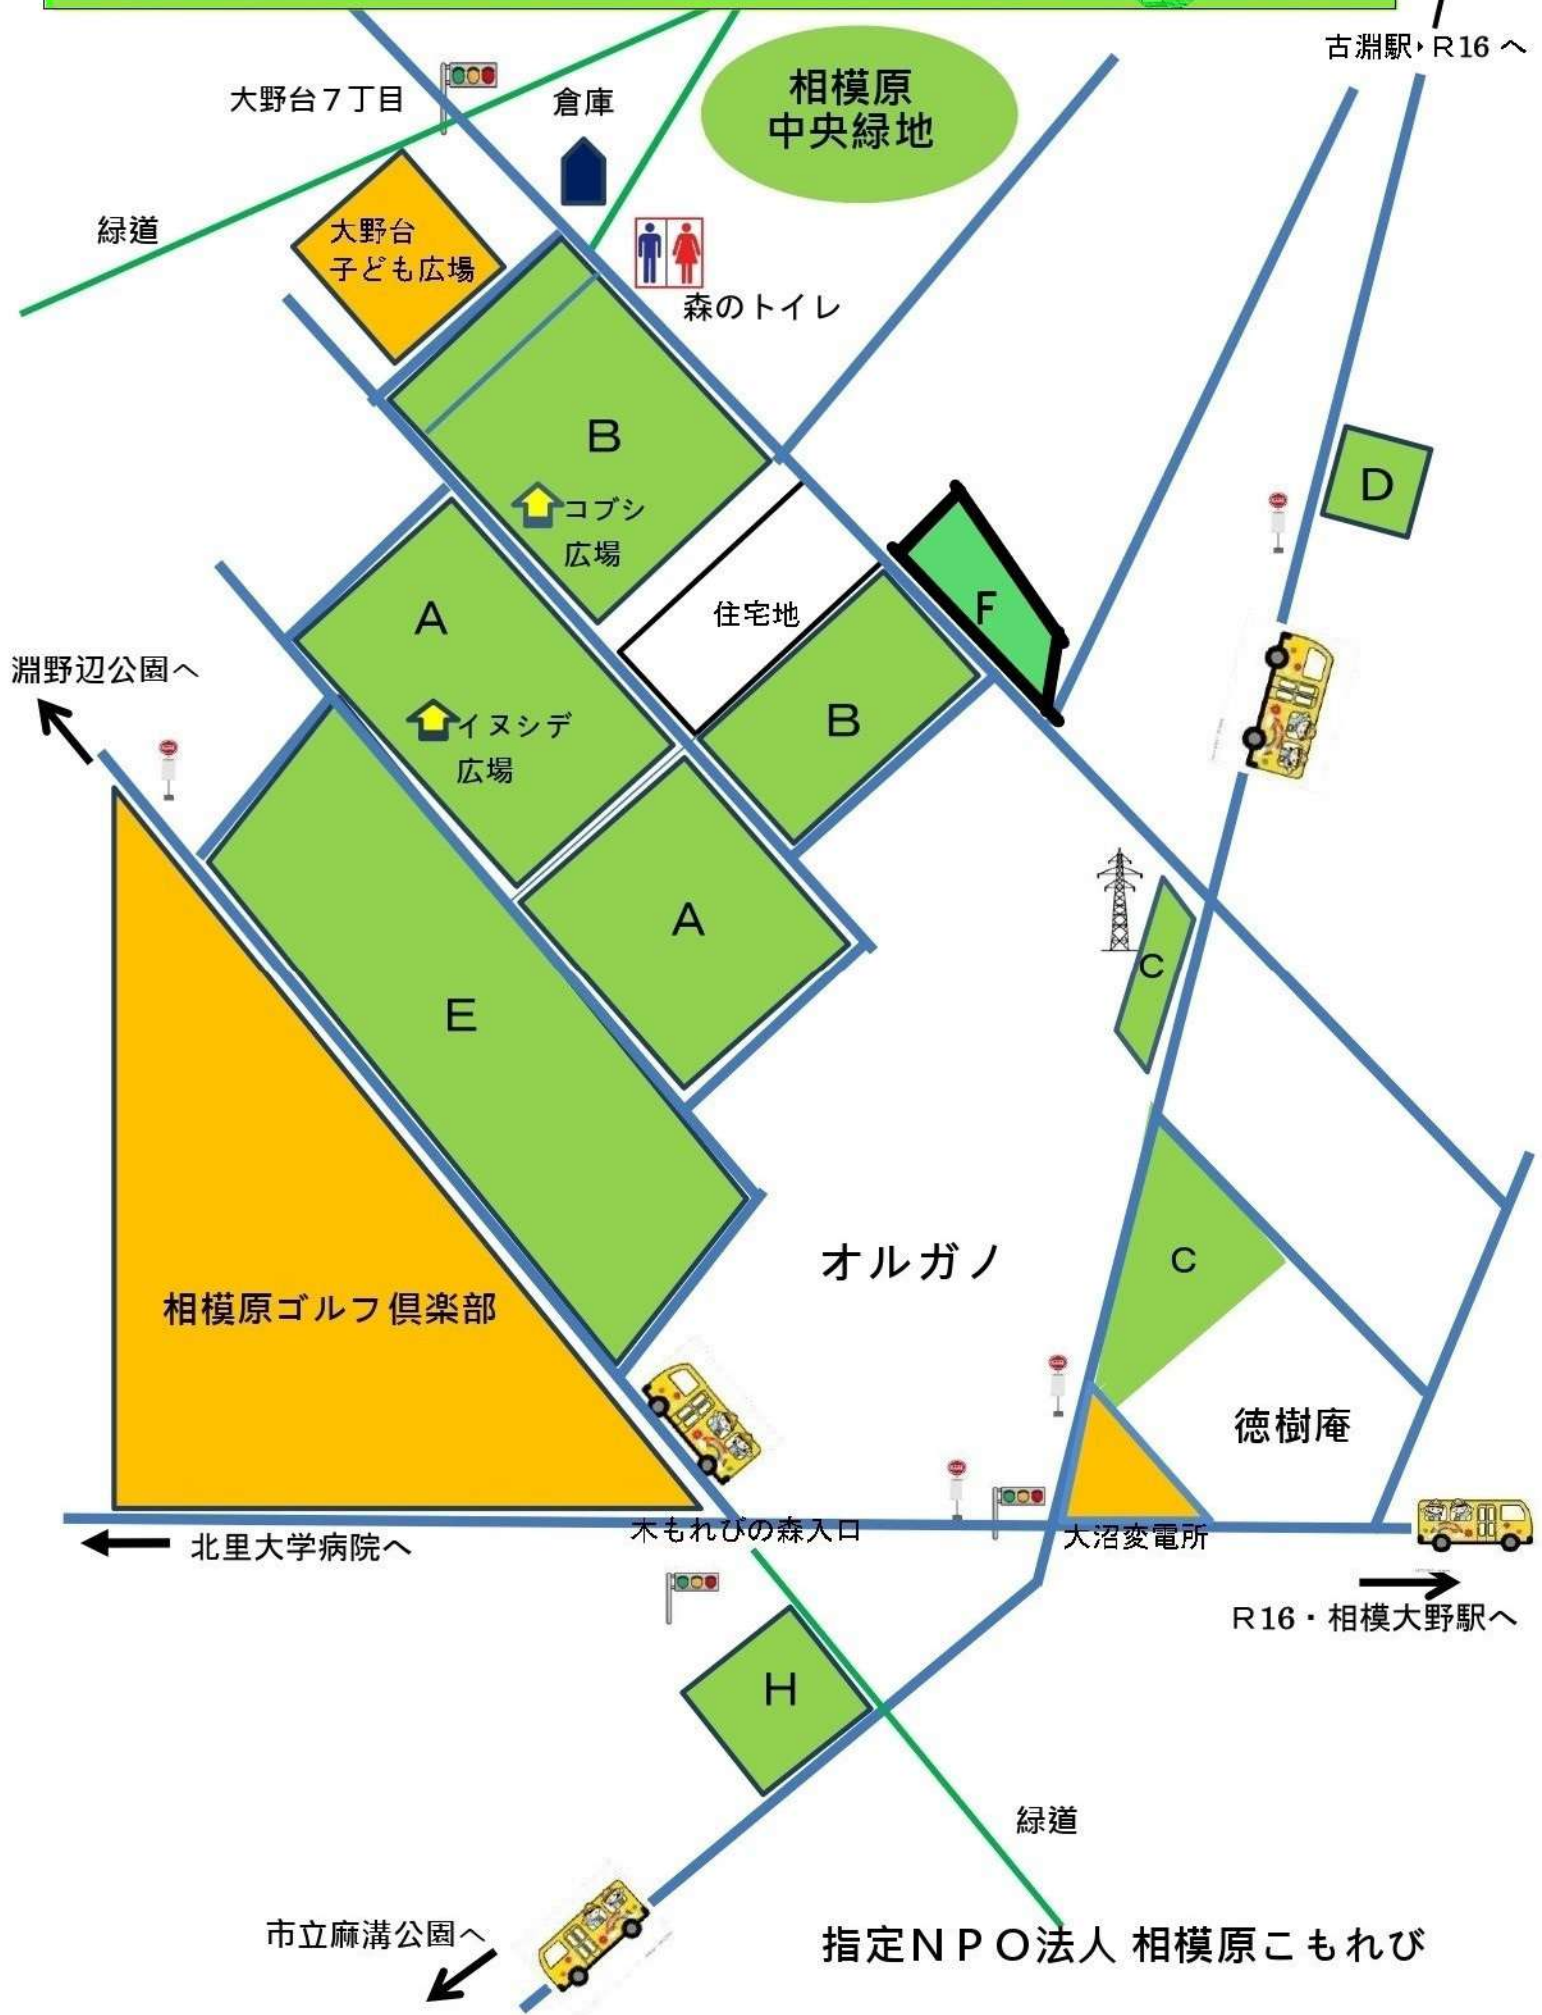 古淵駅・R16 へ
大野台7丁目
倉庫
相模原
中央緑地
緑道
大野台
子ども広場
森のトイレ
B
コブシ
広場
D
A
住宅地
F
淵野辺公園へ
イヌシデ
広場
B
A
C
E
オルガノ
C
相模原ゴルフ倶楽部
徳樹庵
木もれびの森入口
大沼変電所
北里大学病院へ
R16・相模大野駅へ
H
緑道
市立麻溝公園へ
指定NPO法人 相模原こもれび